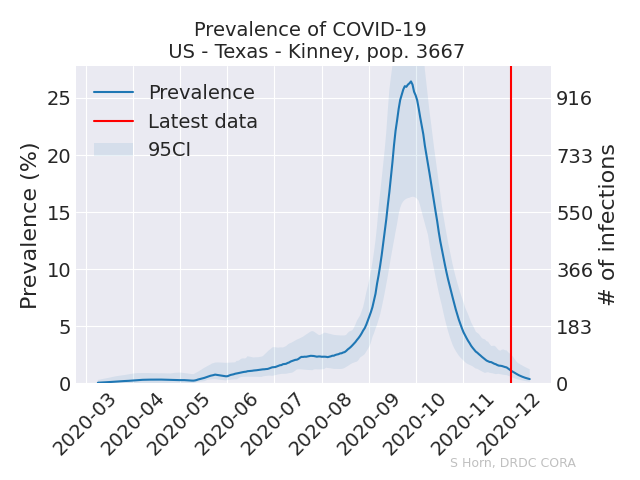 Prevalence of COVID-19
US - Texas - Kinney, pop. 3667
Prevalence
Latest data
95CI
Prevalence (%)
25
20
15
10
5
0
916
733
550
366
183
0
# of infections
2020-03
2020-04
2020-05
2020-06
2020-07
2020-08
2020-09
2020-10
2020-11
2020-12
S Horn, DRDC CORA